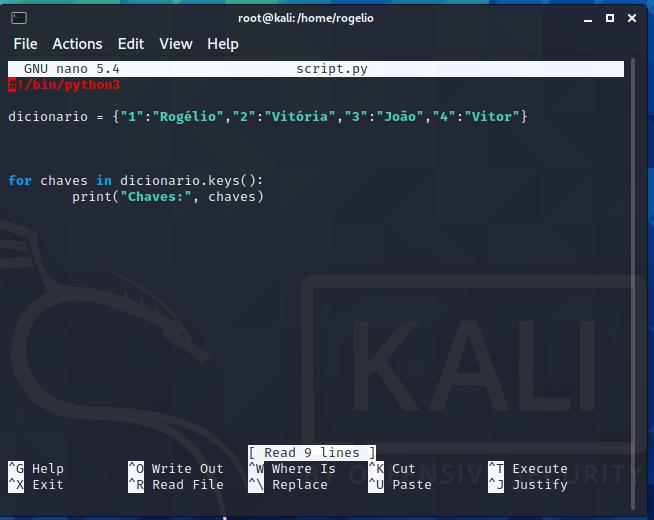 root@kali: /home/rogelio
File Actions Edit View Help
GNU nano 5.4 script.py
#!/bin/python3
dicionario = {"1":"Rogélio","2":"Vitória","3":"João","4":"Vitor"}
for chaves in dicionario.keys():
print("Chaves:", chaves)
KALI
BY OFFENSIVE SECURITY
[ Read 9 lines ]
^G Help ^O Write Out ^W Where Is ^K Cut ^T Execute
^X Exit ^R Read File ^\ Replace ^U Paste ^J Justify